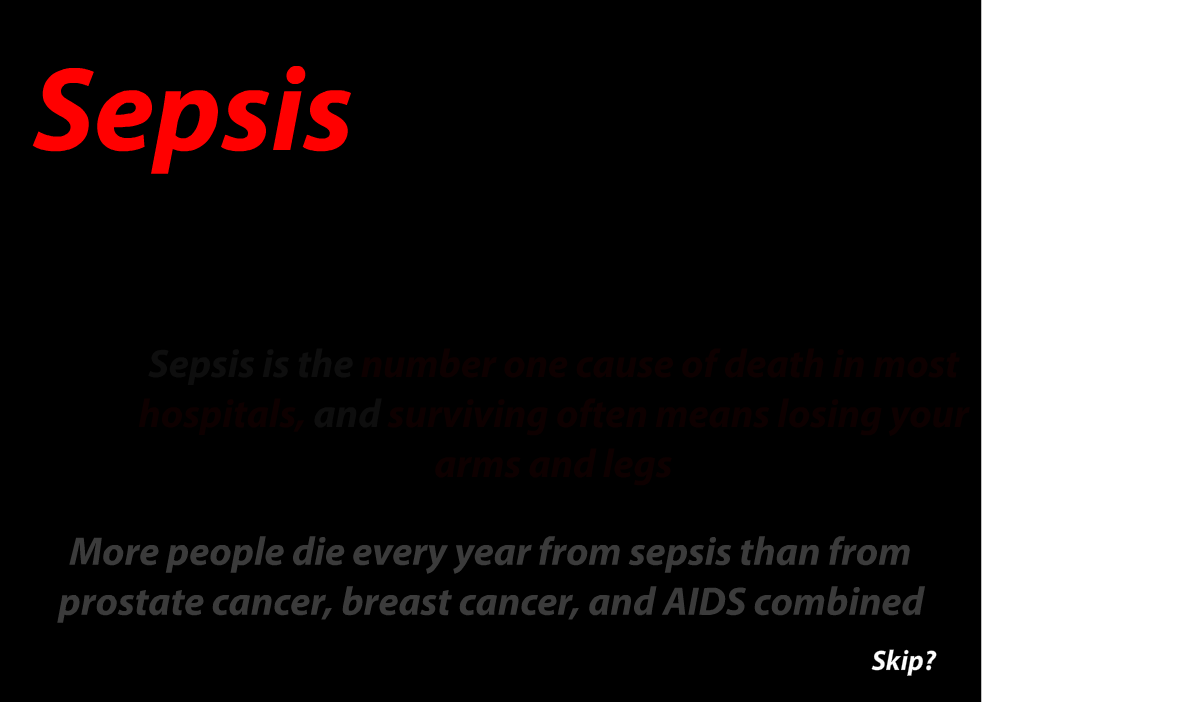 Sepsis
Sepsis is the number one cause of death in most
hospitals, and surviving often means losing your
arms and legs
More people die every year from sepsis than from
prostate cancer, breast cancer, and AIDS combined
Skip?